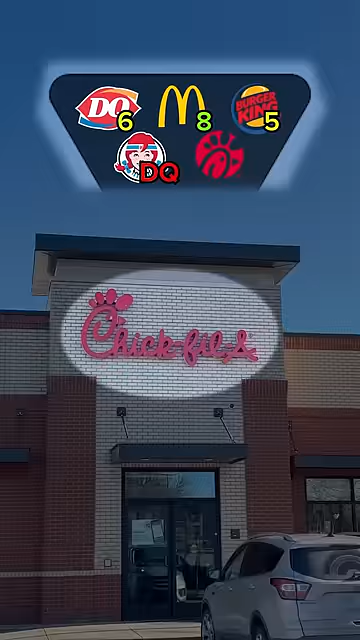 DQ 6
8
BURGER KING 5
DQ
Chick-fil-A